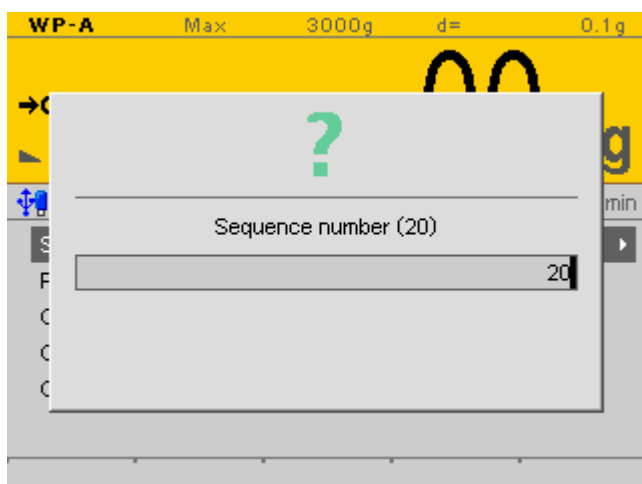 WP-A Max 3000g d= 0.1g
g
min
?
Sequence number (20)
20